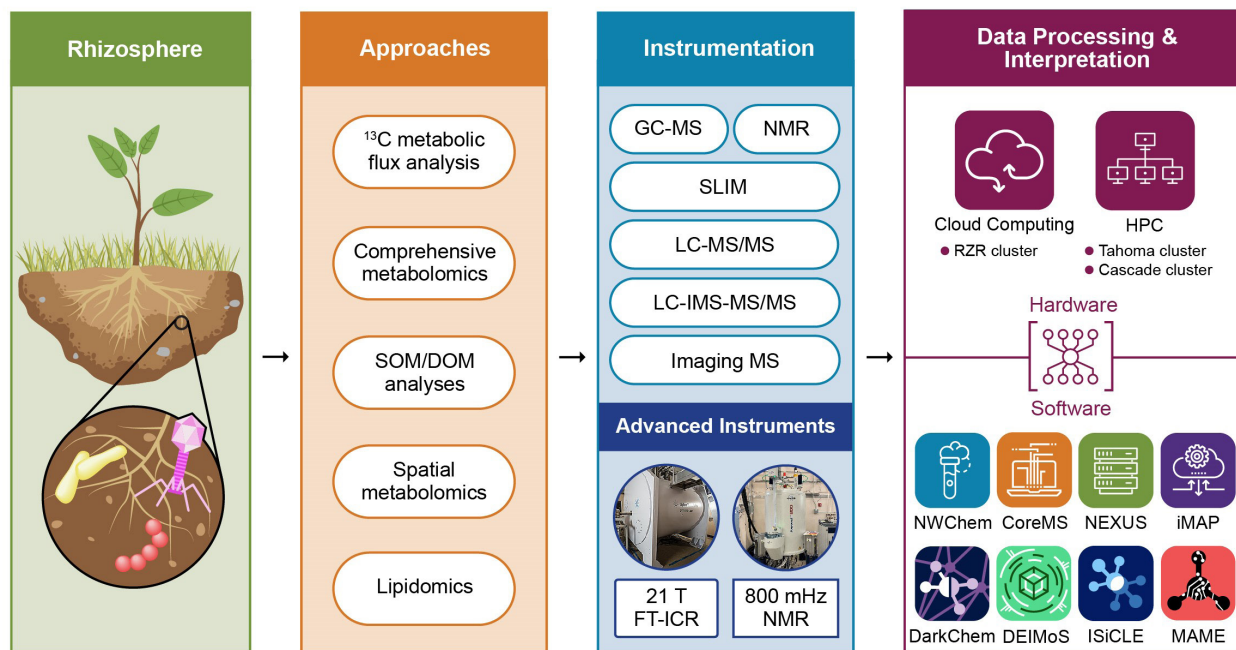 Rhizosphere
Approaches
¹³C metabolic
flux analysis
Comprehensive
metabolomics
SOM/DOM
analyses
Spatial
metabolomics
Lipidomics
Instrumentation
GC-MS
NMR
SLIM
LC-MS/MS
LC-IMS-MS/MS
Imaging MS
Advanced Instruments
21 T
FT-ICR
800 mHz
NMR
Data Processing &
Interpretation
Cloud Computing
● RZR cluster
HPC
● Tahoma cluster
● Cascade cluster
Hardware
Software
NWChem
CoreMS
NEXUS
iMAP
DarkChem
DEIMoS
ISiCLE
MAME